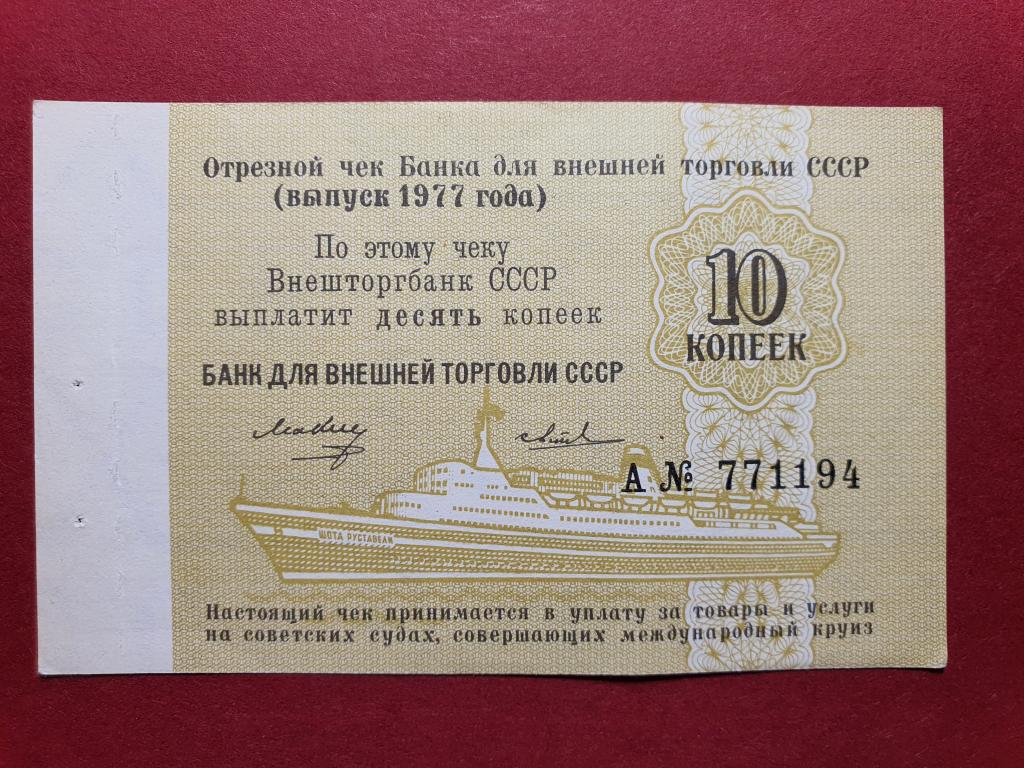 Отрезной чек Банка для внешней торговли СССР
(выпуск 1977 года)
По этому чеку
Внешторгбанк СССР
выплатит десять копеек
10
КОПЕЕК
БАНК ДЛЯ ВНЕШНЕЙ ТОРГОВЛИ СССР
А № 771194
ШОТА РУСТАВЕЛИ
Настоящий чек принимается в уплату за товары и услуги
на советских судах, совершающих международный круиз